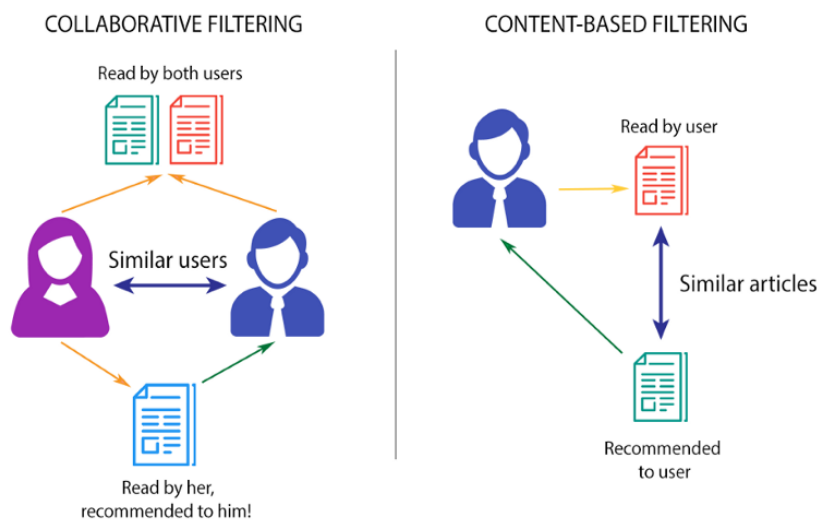 COLLABORATIVE FILTERING
Read by both users
Similar users
Read by her,
recommended to him!
CONTENT-BASED FILTERING
Read by user
Similar articles
Recommended
to user